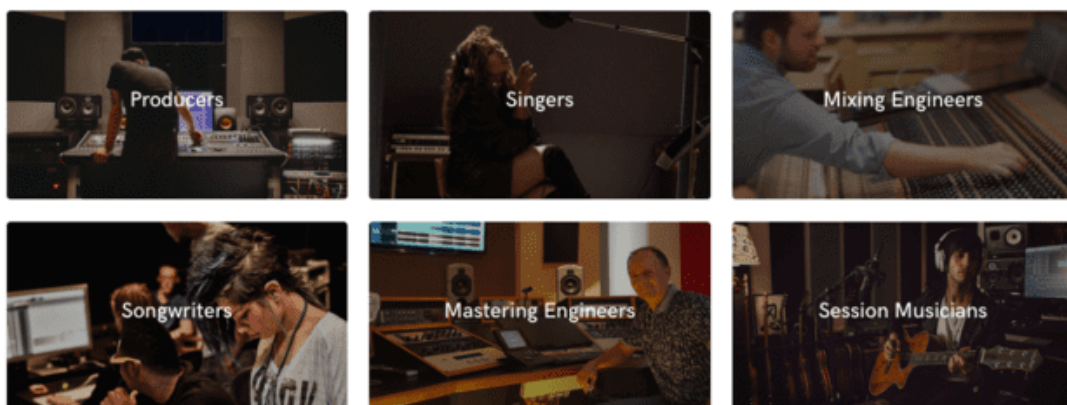 Producers
Singers
Mixing Engineers
Songwriters
Mastering Engineers
Session Musicians